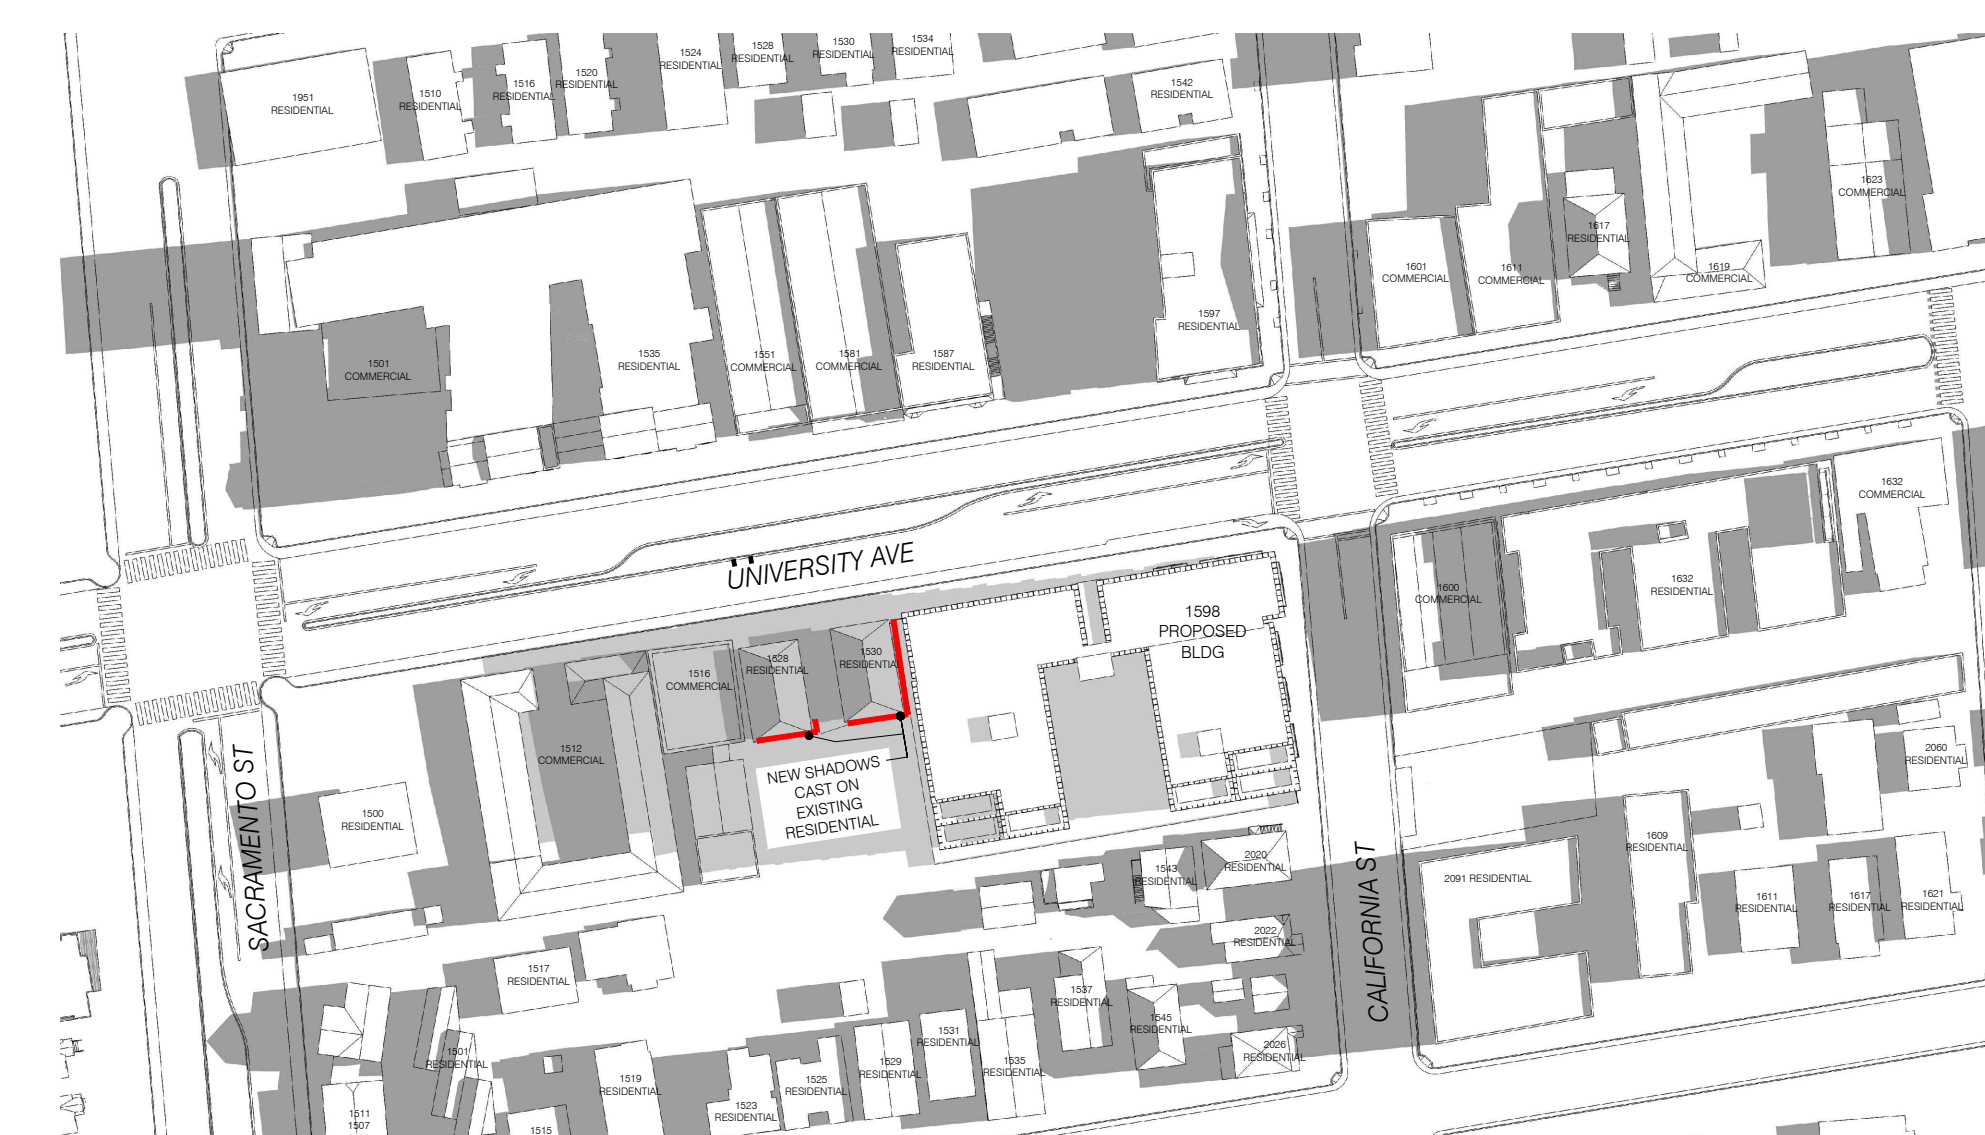 1951
RESIDENTIAL
1510
RESIDENTIAL
1516
RESIDENTIAL
1520
RESIDENTIAL
1524
RESIDENTIAL
1528
RESIDENTIAL
1530
RESIDENTIAL
1534
RESIDENTIAL
1542
RESIDENTIAL
1623
COMMERCIAL
1617
RESIDENTIAL
1601
COMMERCIAL
1611
COMMERCIAL
1619
COMMERCIAL
1501
COMMERCIAL
1535
RESIDENTIAL
1551
COMMERCIAL
1581
COMMERCIAL
1587
RESIDENTIAL
1597
RESIDENTIAL
1632
COMMERCIAL
UNIVERSITY AVE
1600
COMMERCIAL
1632
RESIDENTIAL
1598
PROPOSED
BLDG
1516
COMMERCIAL
1528
RESIDENTIAL
1530
RESIDENTIAL
1512
COMMERCIAL
NEW SHADOWS
CAST ON
EXISTING
RESIDENTIAL
SACRAMENTO ST
1500
RESIDENTIAL
2060
RESIDENTIAL
1609
RESIDENTIAL
1543
RESIDENTIAL
2020
RESIDENTIAL
2091 RESIDENTIAL
1611
RESIDENTIAL
1617
RESIDENTIAL
1621
RESIDENTIAL
CALIFORNIA ST
2022
RESIDENTIAL
1517
RESIDENTIAL
1537
RESIDENTIAL
1545
RESIDENTIAL
2026
RESIDENTIAL
1501
RESIDENTIAL
1519
RESIDENTIAL
1523
RESIDENTIAL
1525
RESIDENTIAL
1529
RESIDENTIAL
1531
RESIDENTIAL
1535
RESIDENTIAL
1511
1507
1515